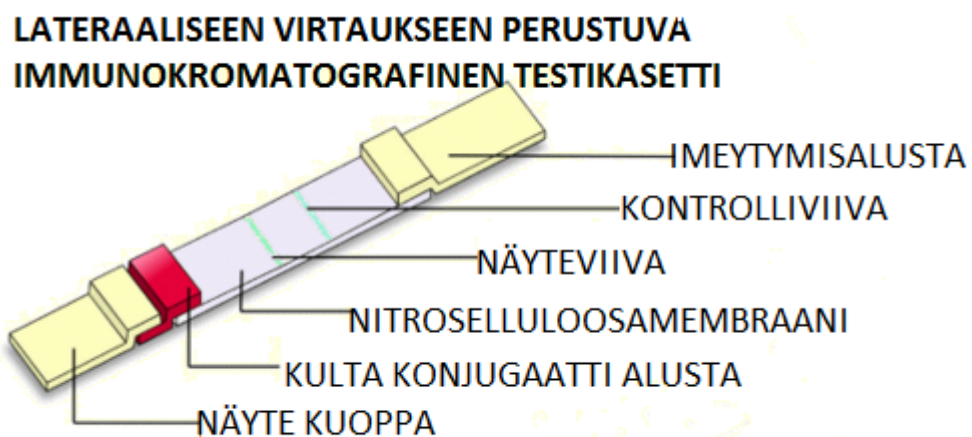 LATERAALISEEN VIRTAUKSEEN PERUSTUVA
IMMUNOKROMATOGRAFINEN TESTIKASETTI
IMEYTYMISALUSTA
KONTROLLIVIIVA
NÄYTEVIIVA
NITROSELLULOOSAMEMBRAANI
KULTA KONJUGAATTI ALUSTA
NÄYTE KUOPPA